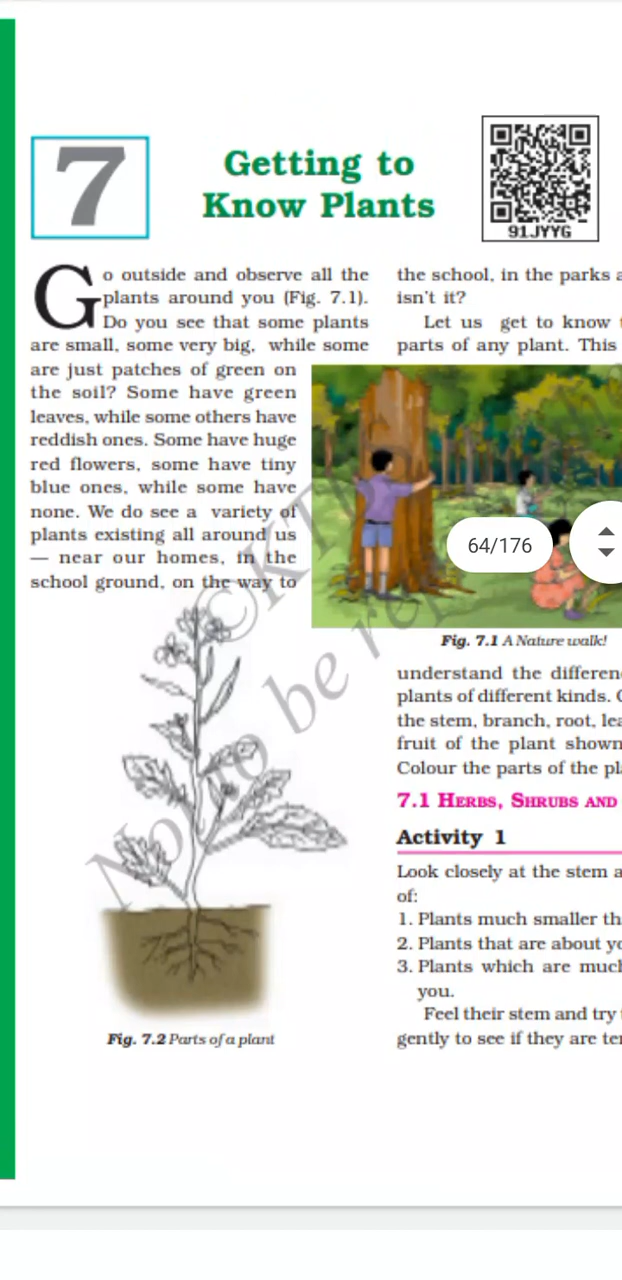 7
Getting to
Know Plants
91JYYG
Go outside and observe all the
plants around you (Fig. 7.1).
Do you see that some plants
are small, some very big, while some
are just patches of green on
the soil? Some have green
leaves, while some others have
reddish ones. Some have huge
red flowers, some have tiny
blue ones, while some have
none. We do see a variety of
plants existing all around us
— near our homes, in the
school ground, on the way to
Fig. 7.2 Parts of a plant
the school, in the parks
isn't it?
Let us get to know
parts of any plant. This
64/176
Fig. 7.1 A Nature walk!
understand the
plants of different kinds.
the stem, branch, root,
fruit of the plant shown
Colour the parts of the
7.1 HERBS, SHRUBS AND
Activity 1
Look closely at the stem
of:
1. Plants much smaller
2. Plants that are about
3. Plants which are
you.
Feel their stem and try
gently to see if they are
Not to be